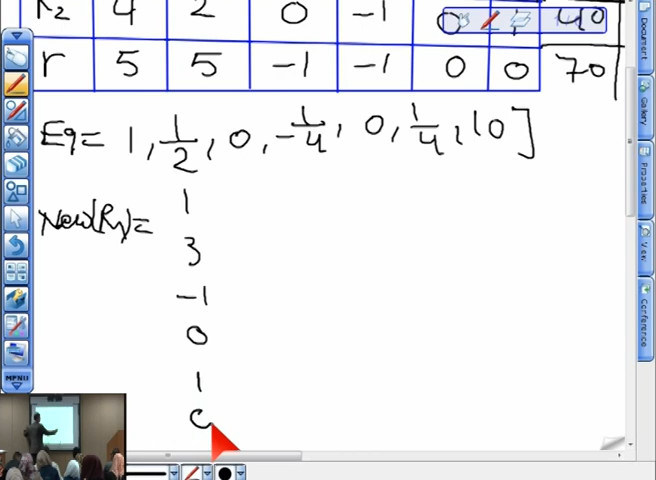 R2 4 2 0 -1 0 1 40
r 5 5 -1 -1 0 0 70
Eq= 1, 1/2, 0, -1/4, 0, 1/4, 10]
New(R1)= 1
3
-1
0
1
0
MENU
Document
Gallery
Properties
View
Conference